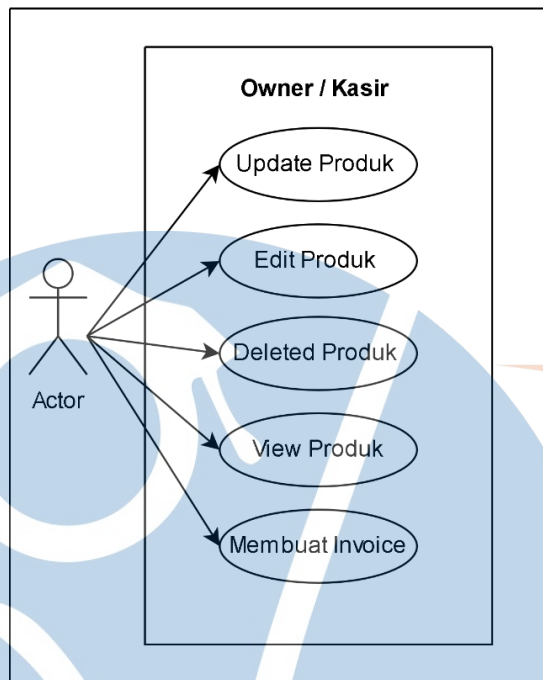 Owner / Kasir
Update Produk
Edit Produk
Deleted Produk
Actor
View Produk
Membuat Invoice